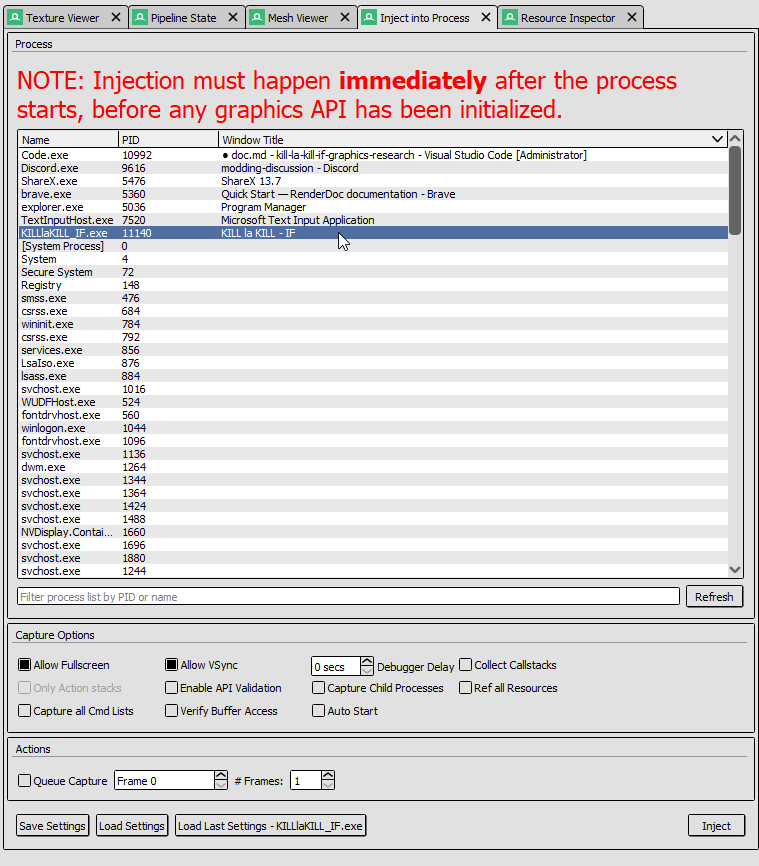 Texture Viewer Pipeline State Mesh Viewer Inject into Process Resource Inspector
Process
NOTE: Injection must happen immediately after the process
starts, before any graphics API has been initialized.
Name PID Window Title
Code.exe 10992 ● doc.md - kill-la-kill-if-graphics-research - Visual Studio Code [Administrator]
Discord.exe 9616 modding-discussion - Discord
ShareX.exe 5476 ShareX 13.7
brave.exe 5360 Quick Start — RenderDoc documentation - Brave
explorer.exe 5036 Program Manager
TextInputHost.exe 7520 Microsoft Text Input Application
KILLlaKILL_IF.exe 11140 KILL la KILL - IF
[System Process] 0
System 4
Secure System 72
Registry 148
smss.exe 476
csrss.exe 684
wininit.exe 784
csrss.exe 792
services.exe 856
LsaIso.exe 876
lsass.exe 884
svchost.exe 1016
WUDFHost.exe 524
fontdrvhost.exe 560
winlogon.exe 1044
fontdrvhost.exe 1096
svchost.exe 1136
dwm.exe 1264
svchost.exe 1344
svchost.exe 1364
svchost.exe 1424
svchost.exe 1488
NVDisplay.Contai... 1660
svchost.exe 1696
svchost.exe 1880
svchost.exe 1244
Filter process list by PID or name Refresh
Capture Options
Allow Fullscreen Allow VSync 0 secs Debugger Delay Collect Callstacks
Only Action stacks Enable API Validation Capture Child Processes Ref all Resources
Capture all Cmd Lists Verify Buffer Access Auto Start
Actions
Queue Capture Frame 0 # Frames: 1
Save Settings Load Settings Load Last Settings - KILLlaKILL_IF.exe Inject